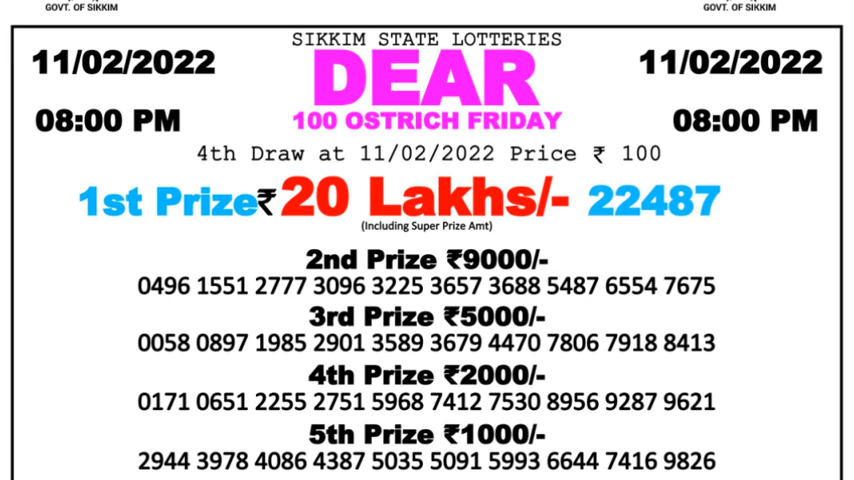 GOVT. OF SIKKIM GOVT. OF SIKKIM
SIKKIM STATE LOTTERIES
11/02/2022 DEAR 11/02/2022
08:00 PM 100 OSTRICH FRIDAY 08:00 PM
4th Draw at 11/02/2022 Price ₹ 100
1st Prize₹20 Lakhs/- 22487
(Including Super Prize Amt)
2nd Prize ₹9000/-
0496 1551 2777 3096 3225 3657 3688 5487 6554 7675
3rd Prize ₹5000/-
0058 0897 1985 2901 3589 3679 4470 7806 7918 8413
4th Prize ₹2000/-
0171 0651 2255 2751 5968 7412 7530 8956 9287 9621
5th Prize ₹1000/-
2944 3978 4086 4387 5035 5091 5993 6644 7416 9826